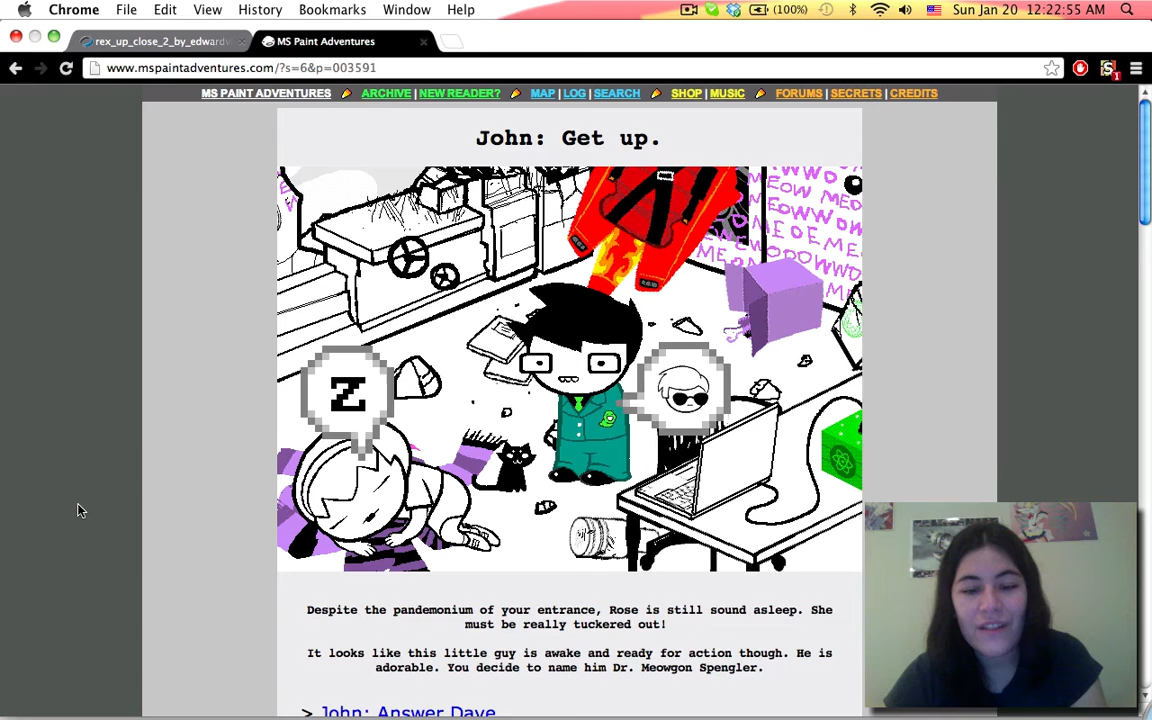 Chrome File Edit View History Bookmarks Window Help (100%) Sun Jan 20 12:22:55 AM
rex_up_close_2_by_edward MS Paint Adventures
www.mspaintadventures.com/?s=6&p=003591
MS PAINT ADVENTURES ARCHIVE | NEW READER? MAP | LOG | SEARCH SHOP | MUSIC FORUMS | SECRETS | CREDITS
John: Get up.
MEOW
Z
Despite the pandemonium of your entrance, Rose is still sound asleep. She
must be really tuckered out!
It looks like this little guy is awake and ready for action though. He is
adorable. You decide to name him Dr. Meowgon Spengler.
> John: Answer Dave